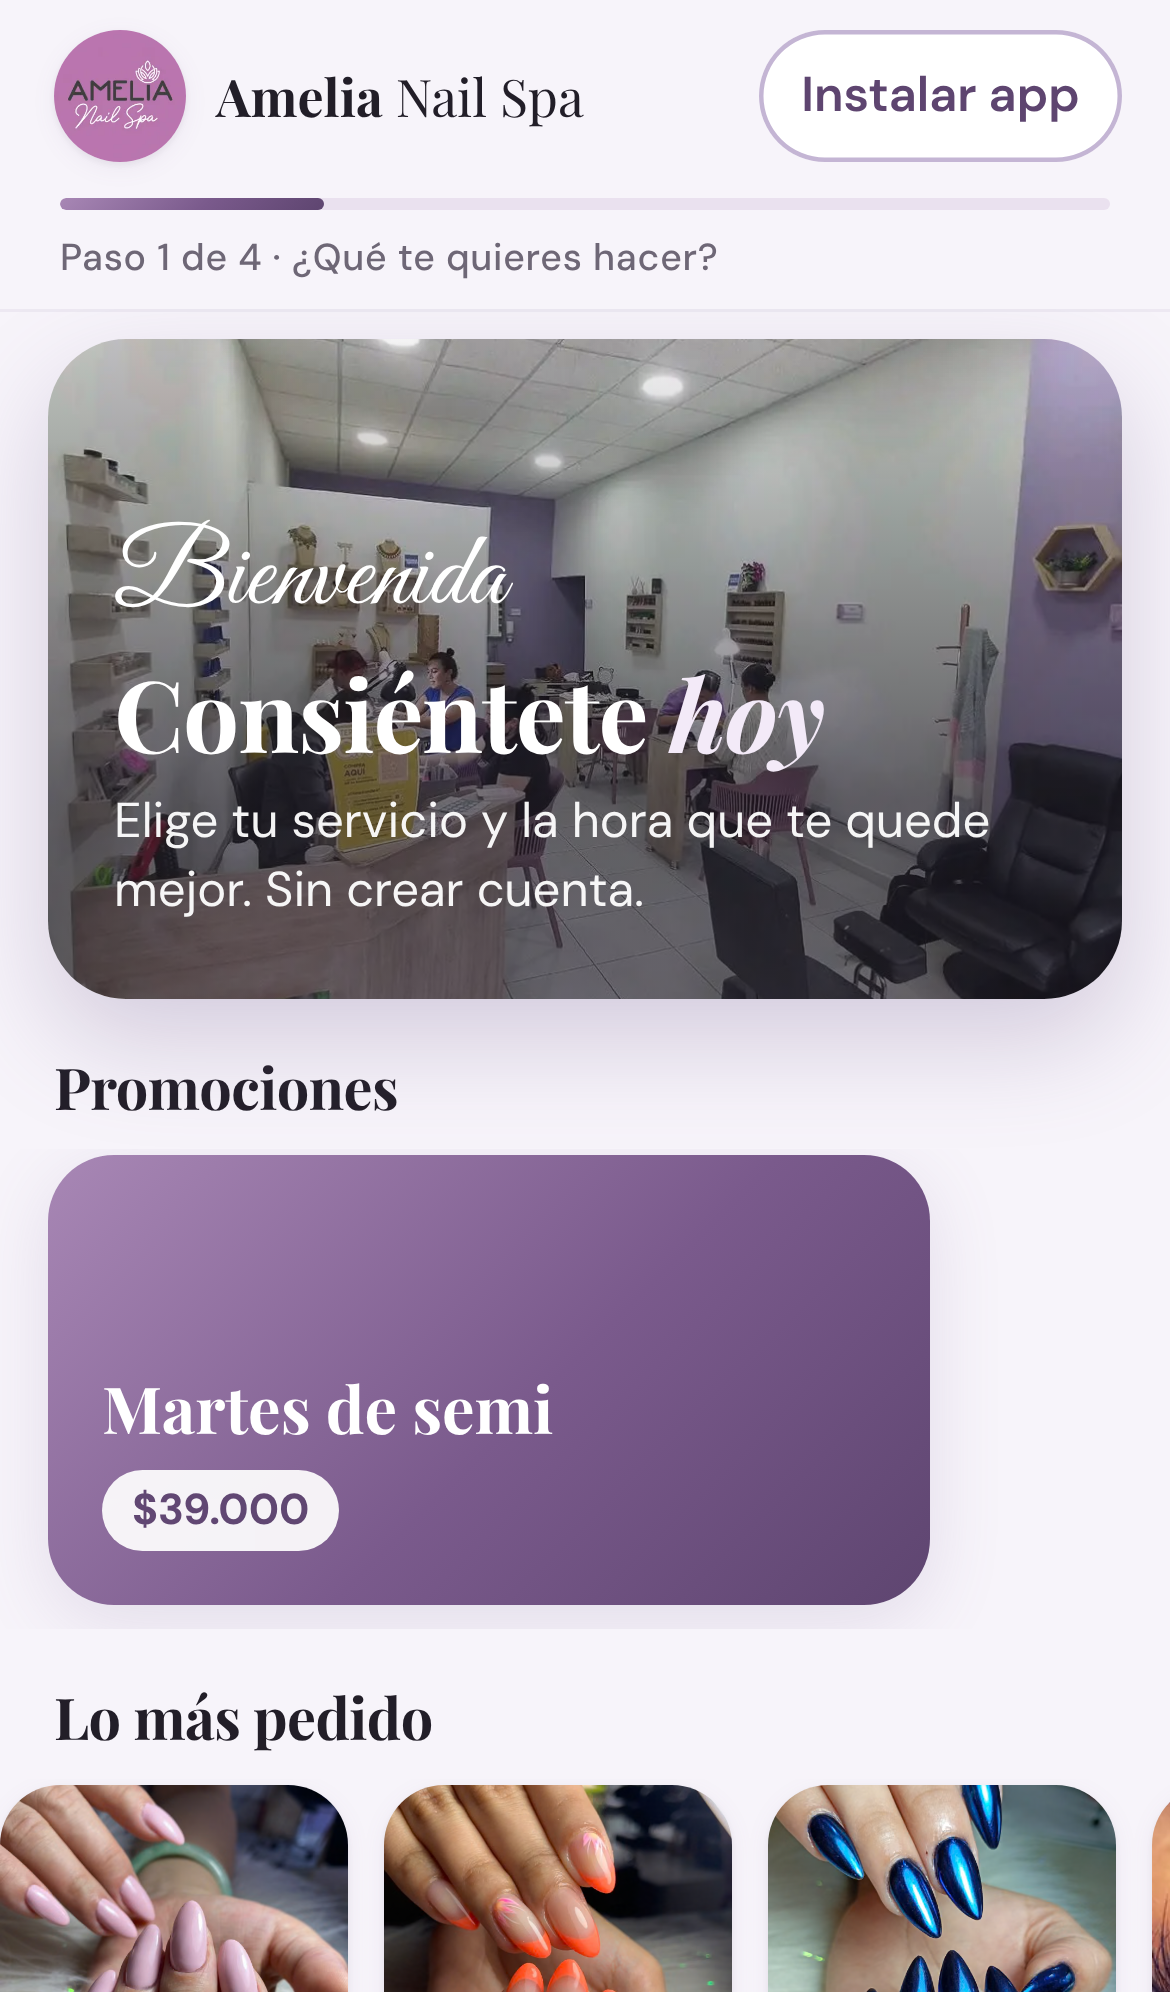 AMELIA
Nail Spa
Amelia Nail Spa
Instalar app
Paso 1 de 4 · ¿Qué te quieres hacer?
Bienvenida
Consiéntete hoy
Elige tu servicio y la hora que te quede
mejor. Sin crear cuenta.
Promociones
Martes de semi
$39.000
Lo más pedido